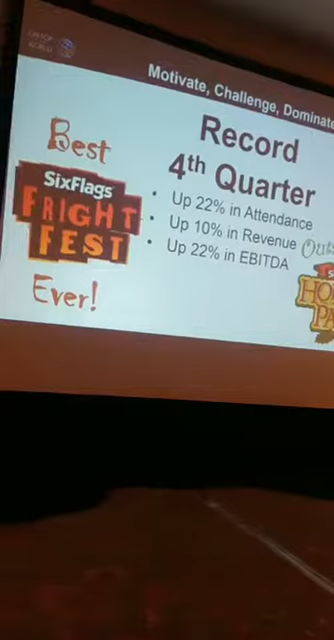 Motivate, Challenge, Dominate
Best
SixFlags
FRIGHT
FEST
Ever!
Record
4th Quarter
• Up 22% in Attendance
• Up 10% in Revenue
• Up 22% in EBITDA